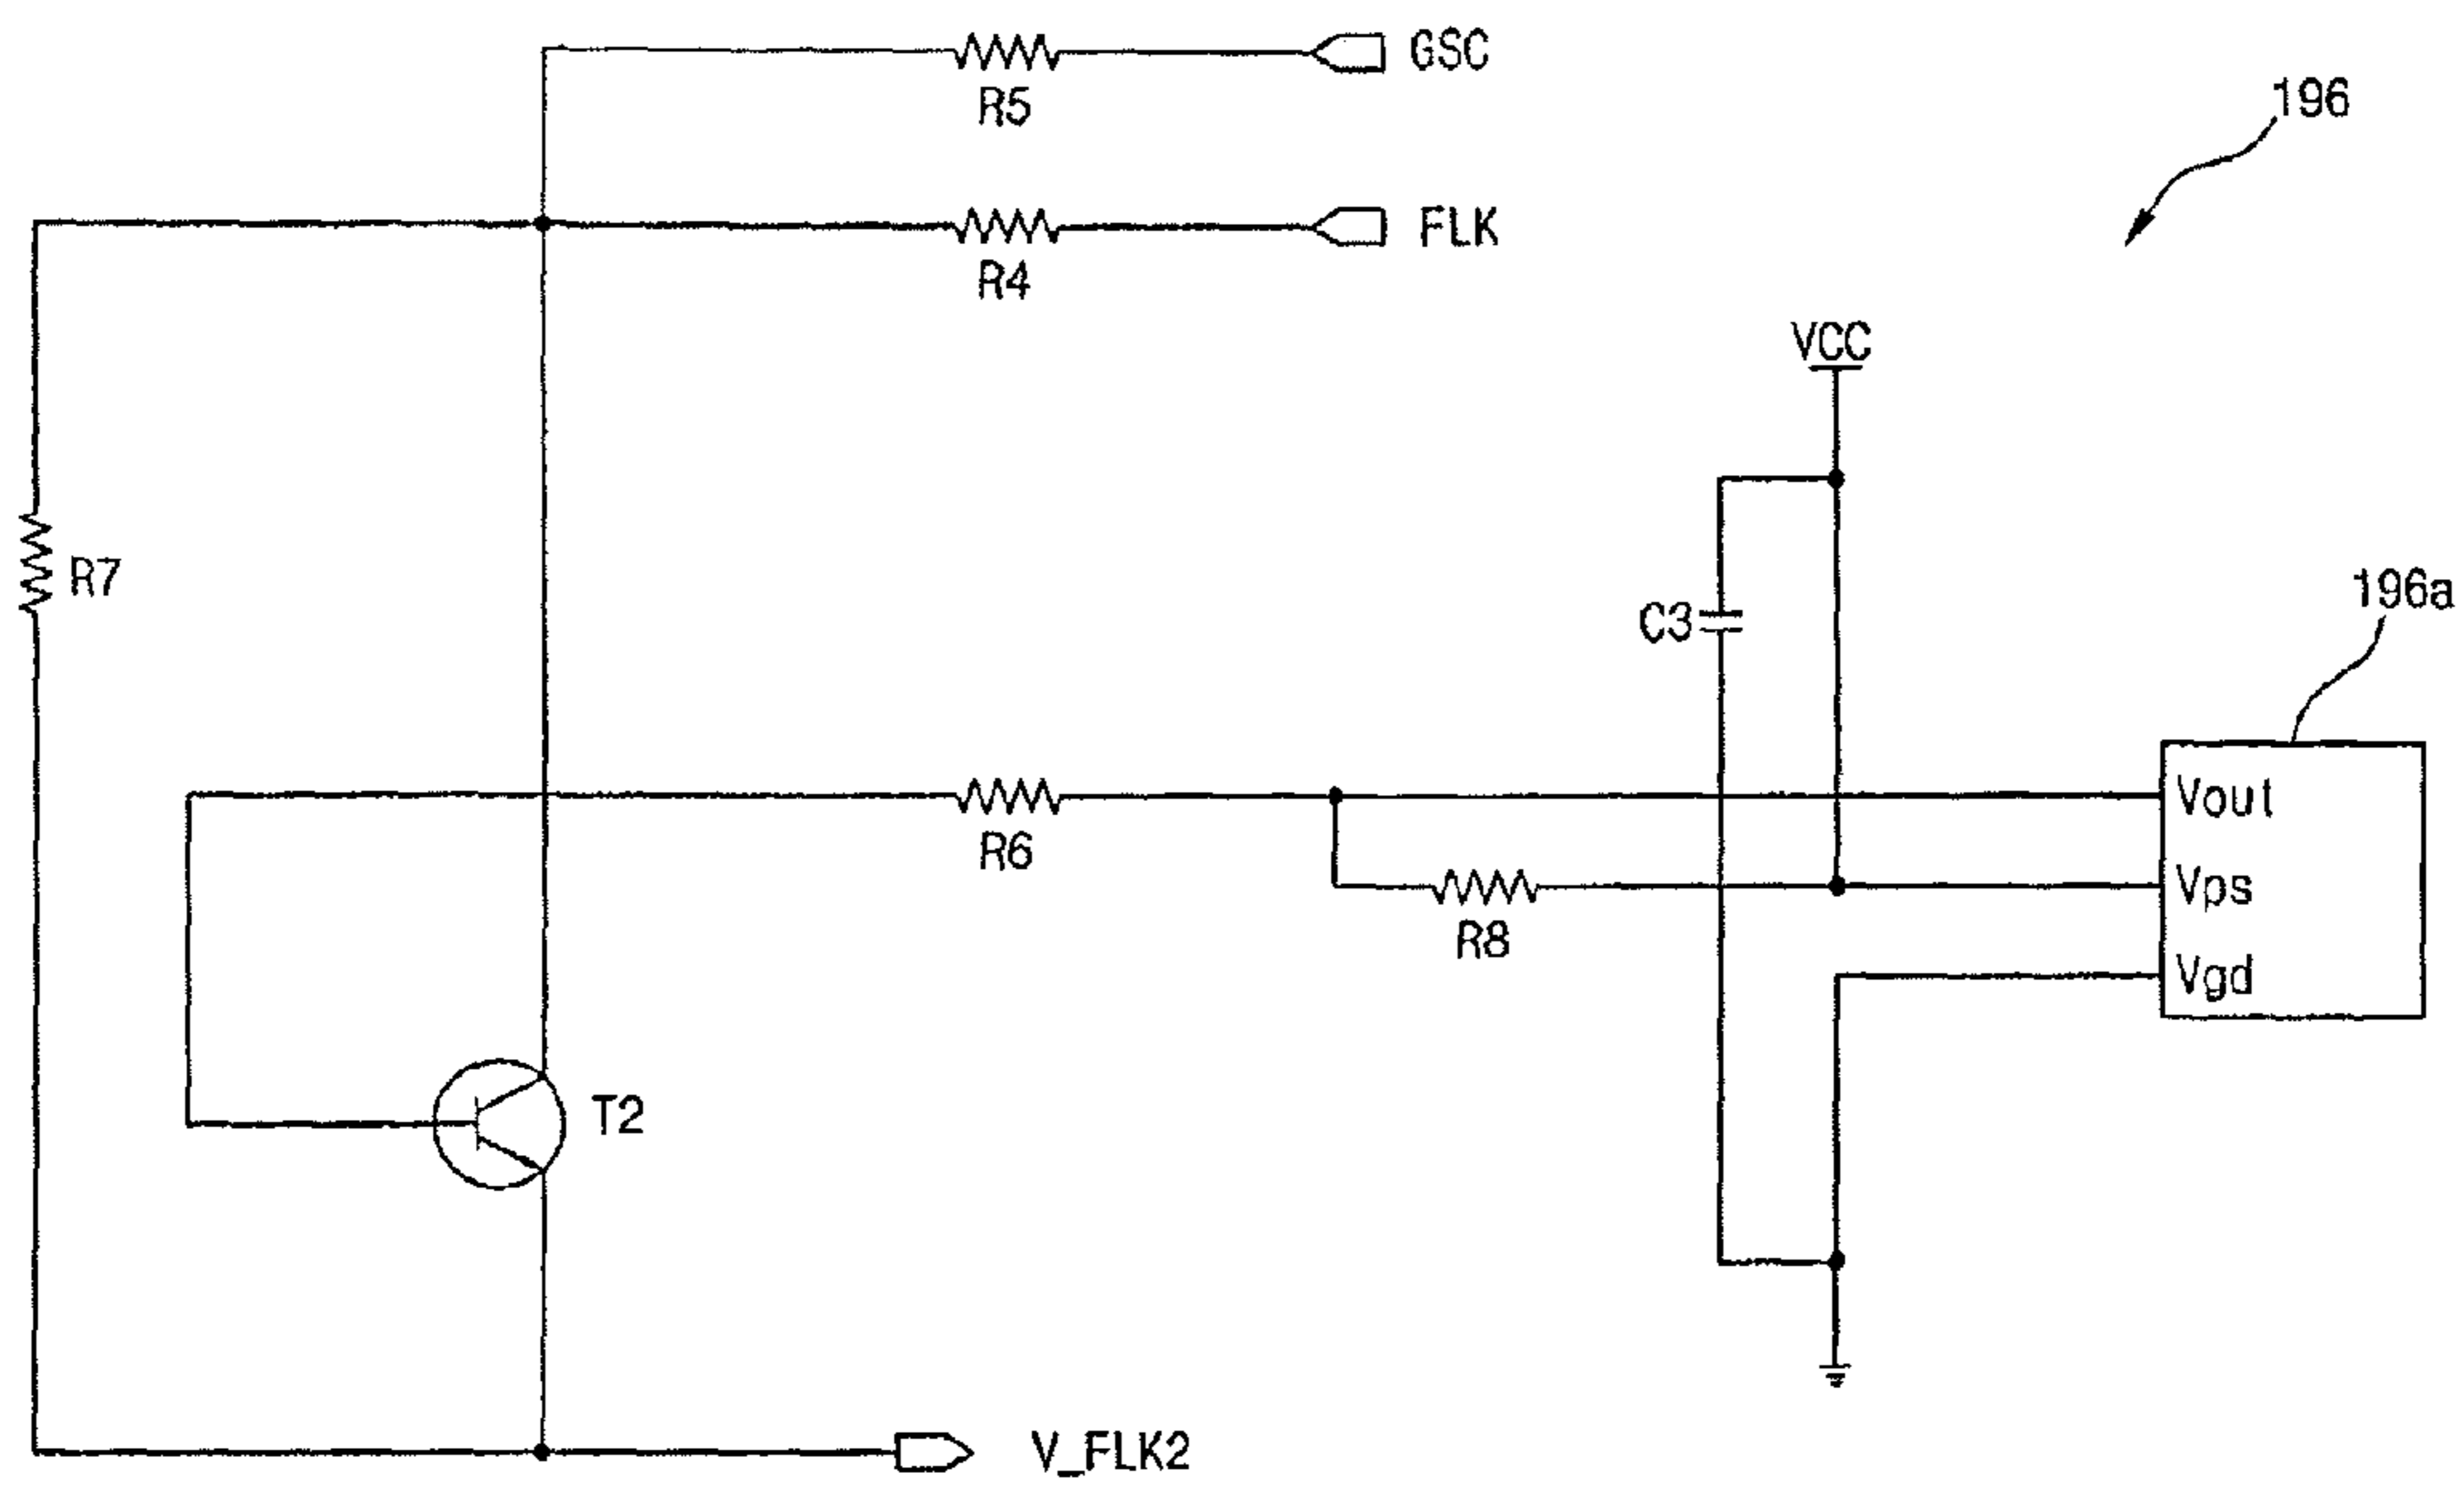 GSC
R5
196
FLK
R4
VCC
R7
C3
196a
Vout
R6
Vps
R8
Vgd
T2
V_FLK2